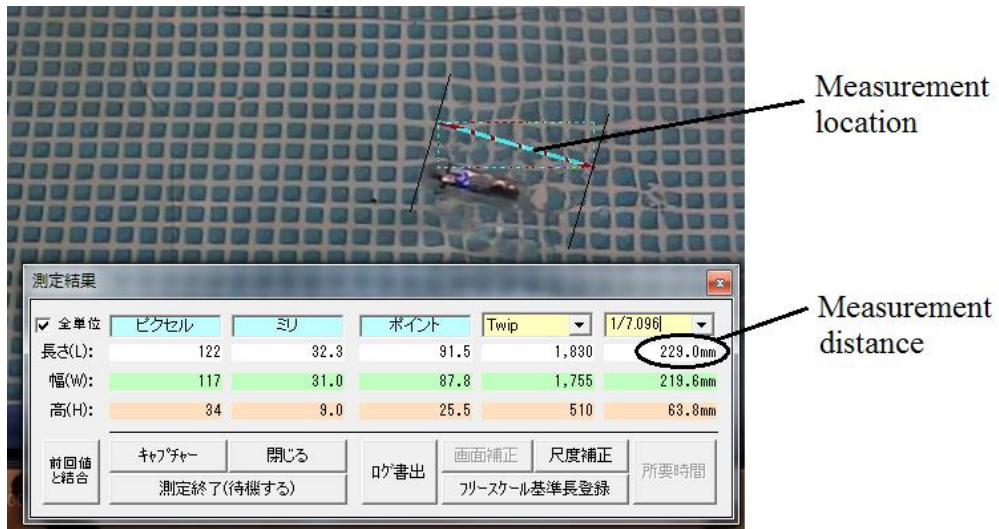 Measurement
location
測定結果
全単位 ピクセル ミリ ポイント Twip 1/7.096
長さ(L): 122 32.3 91.5 1,830 229.0mm
幅(W): 117 31.0 87.8 1,755 219.6mm
高(H): 34 9.0 25.5 510 63.8mm
Measurement
distance
前回値
と結合
キャプチャー 閉じる
測定終了(待機する)
ログ書出
画面補正 尺度補正
フリースケール基準長登録
所要時間